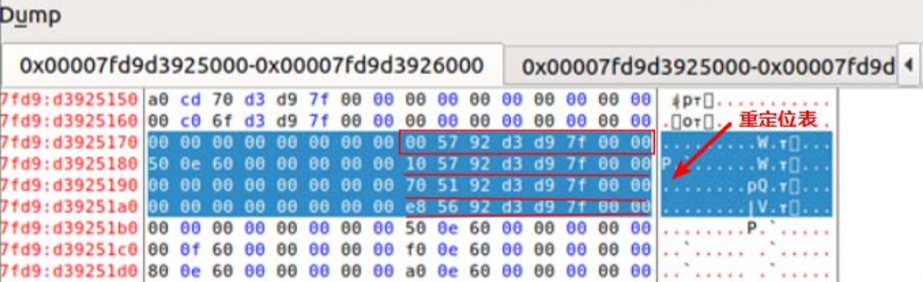 Dump
0x00007fd9d3925000-0x00007fd9d3926000
0x00007fd9d3925000-0x00007fd9d
7fd9:d3925150 a0 cd 70 d3 d9 7f 00 00 00 00 00 00 00 00 00 00
7fd9:d3925160 00 c0 6f d3 d9 7f 00 00 00 00 00 00 00 00 00 00
重定位表
7fd9:d3925170 00 00 00 00 00 00 00 00 00 57 92 d3 d9 7f 00 00
7fd9:d3925180 50 0e 60 00 00 00 00 00 10 57 92 d3 d9 7f 00 00
7fd9:d3925190 00 00 00 00 00 00 00 00 70 51 92 d3 d9 7f 00 00
7fd9:d39251a0 00 00 00 00 00 00 00 00 e8 56 92 d3 d9 7f 00 00
7fd9:d39251b0 00 00 00 00 00 00 00 00 50 0e 60 00 00 00 00 00
7fd9:d39251c0 00 0f 60 00 00 00 00 00 f0 0e 60 00 00 00 00 00
7fd9:d39251d0 80 0e 60 00 00 00 00 00 a0 0e 60 00 00 00 00 00